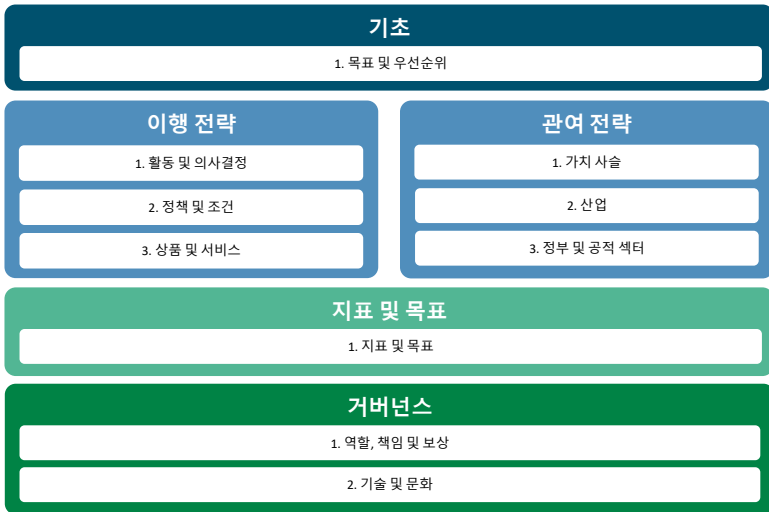 기초
1. 목표 및 우선순위
이행 전략
1. 활동 및 의사결정
2. 정책 및 조건
3. 상품 및 서비스
관여 전략
1. 가치 사슬
2. 산업
3. 정부 및 공적 섹터
지표 및 목표
1. 지표 및 목표
거버넌스
1. 역할, 책임 및 보상
2. 기술 및 문화